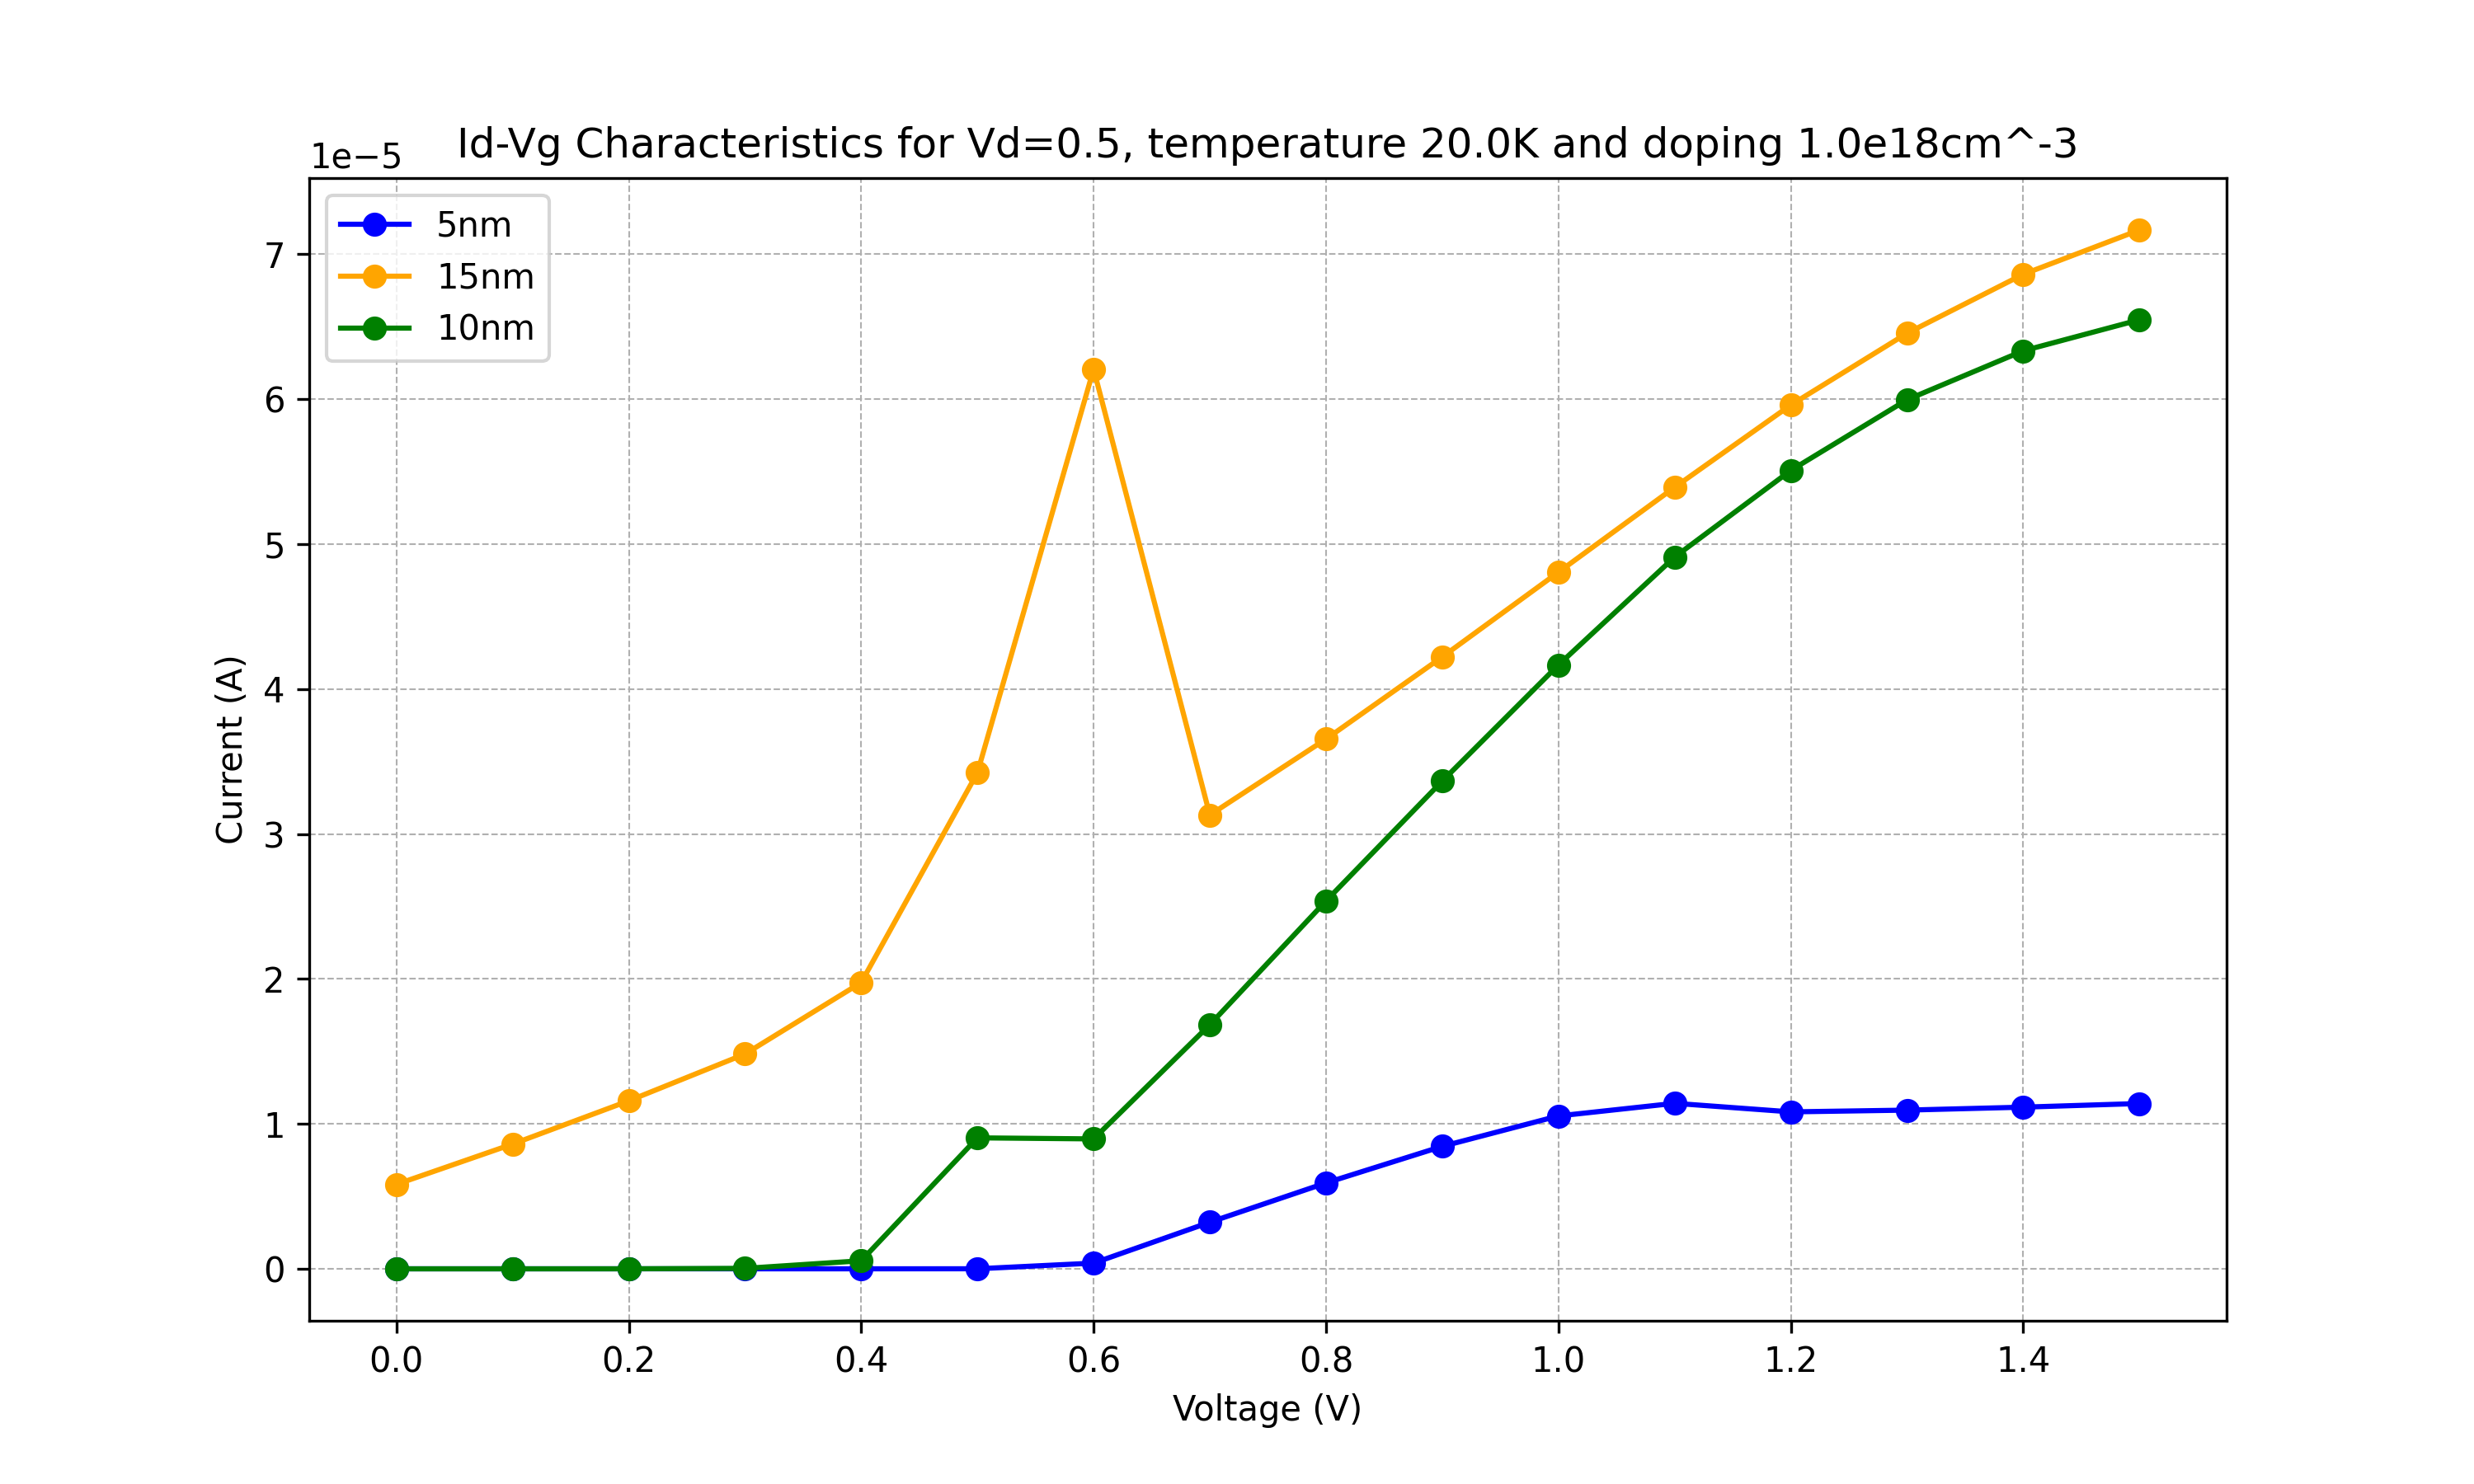 Id-Vg Characteristics for Vd=0.5, temperature 20.0K and doping 1.0e18cm^-3
1e−5
5nm
15nm
10nm
7
6
5
4
3
2
1
0
Current (A)
0.0 0.2 0.4 0.6 0.8 1.0 1.2 1.4
Voltage (V)